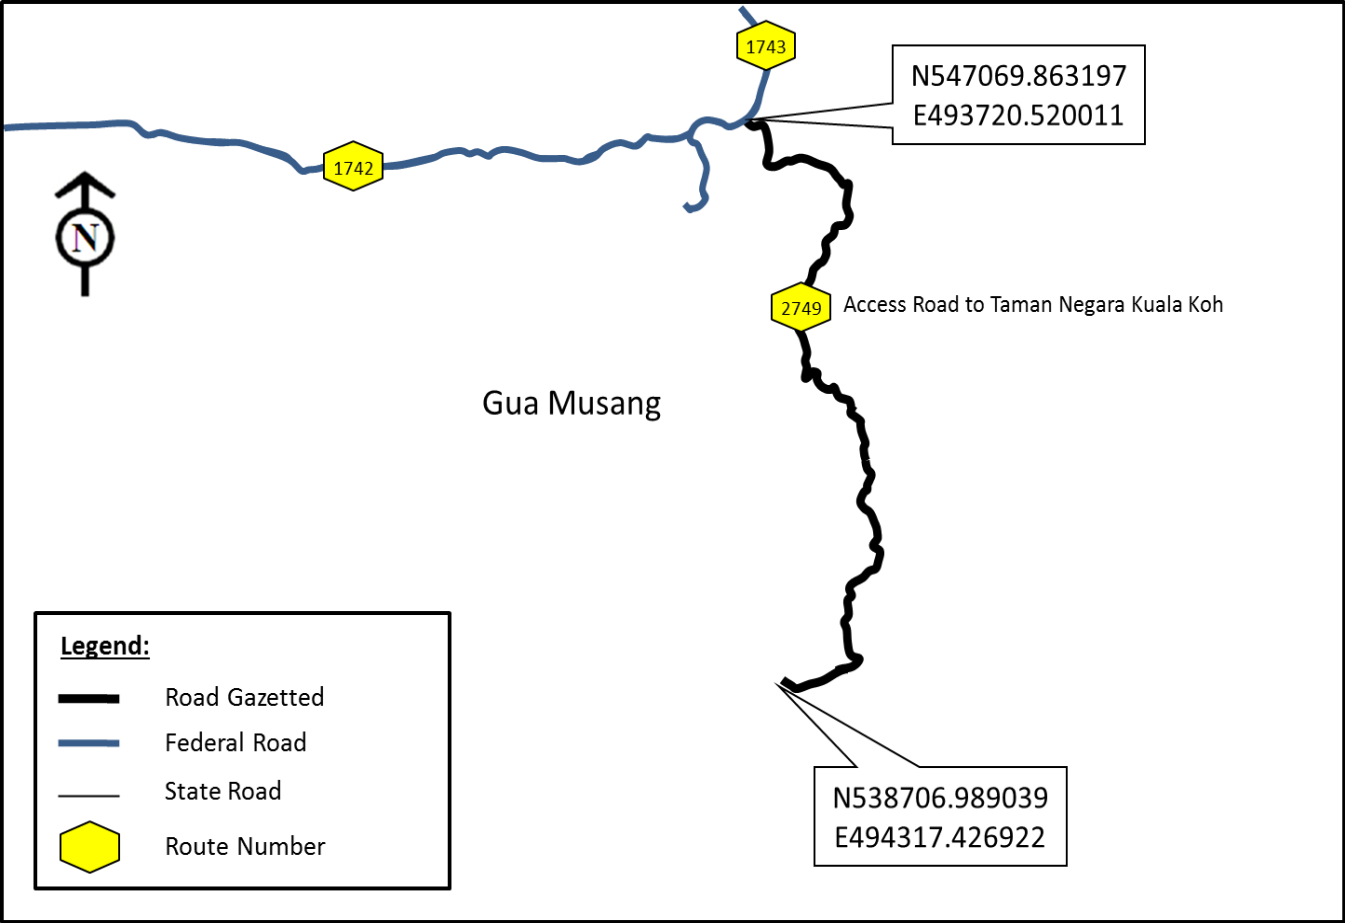 1743
N547069.863197
E493720.520011
1742
N
2749
Access Road to Taman Negara Kuala Koh
Gua Musang
Legend:
Road Gazetted
Federal Road
State Road
Route Number
N538706.989039
E494317.426922